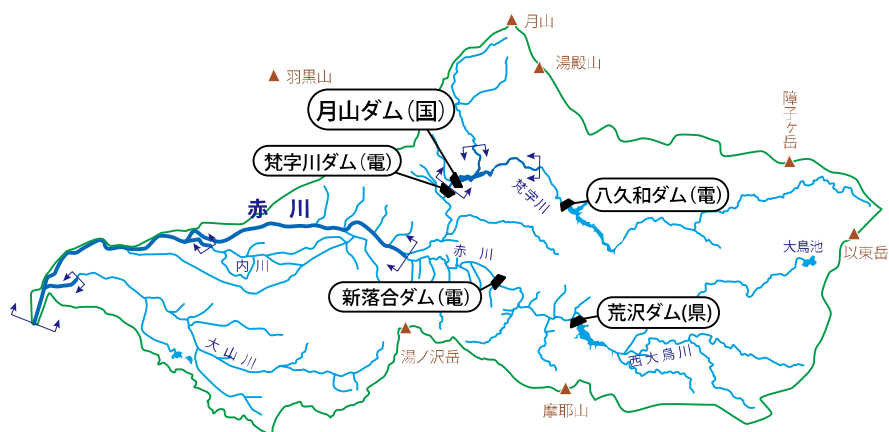 月山
湯殿山
羽黒山
障子ヶ岳
月山ダム(国)
梵字川ダム(電)
梵字川
八久和ダム(電)
赤川
大鳥池
以東岳
赤川
内川
新落合ダム(電)
荒沢ダム(県)
大山川
湯ノ沢岳
西大鳥川
摩耶山